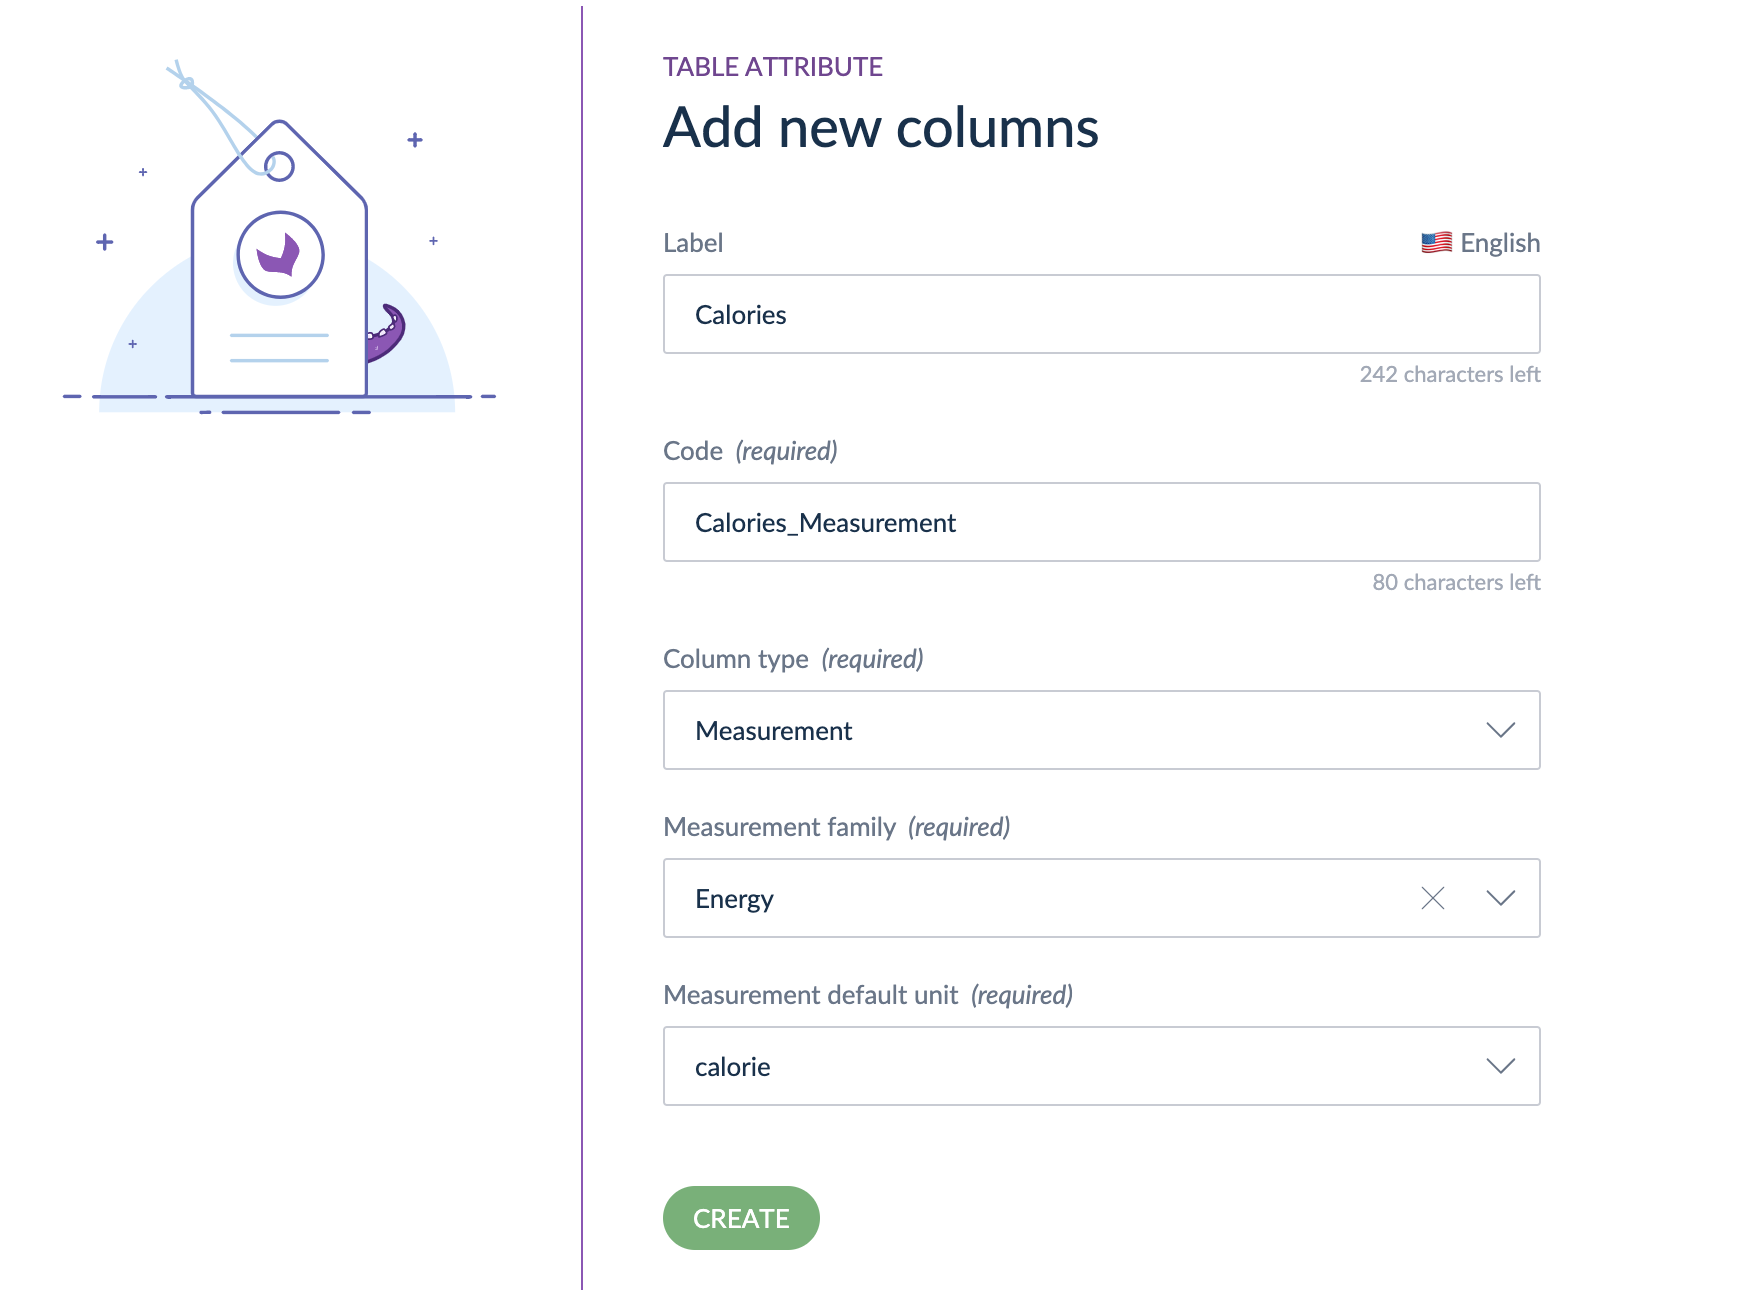 TABLE ATTRIBUTE
Add new columns
Label
English
Calories
242 characters left
Code (required)
Calories_Measurement
80 characters left
Column type (required)
Measurement
Measurement family (required)
Energy
Measurement default unit (required)
calorie
CREATE